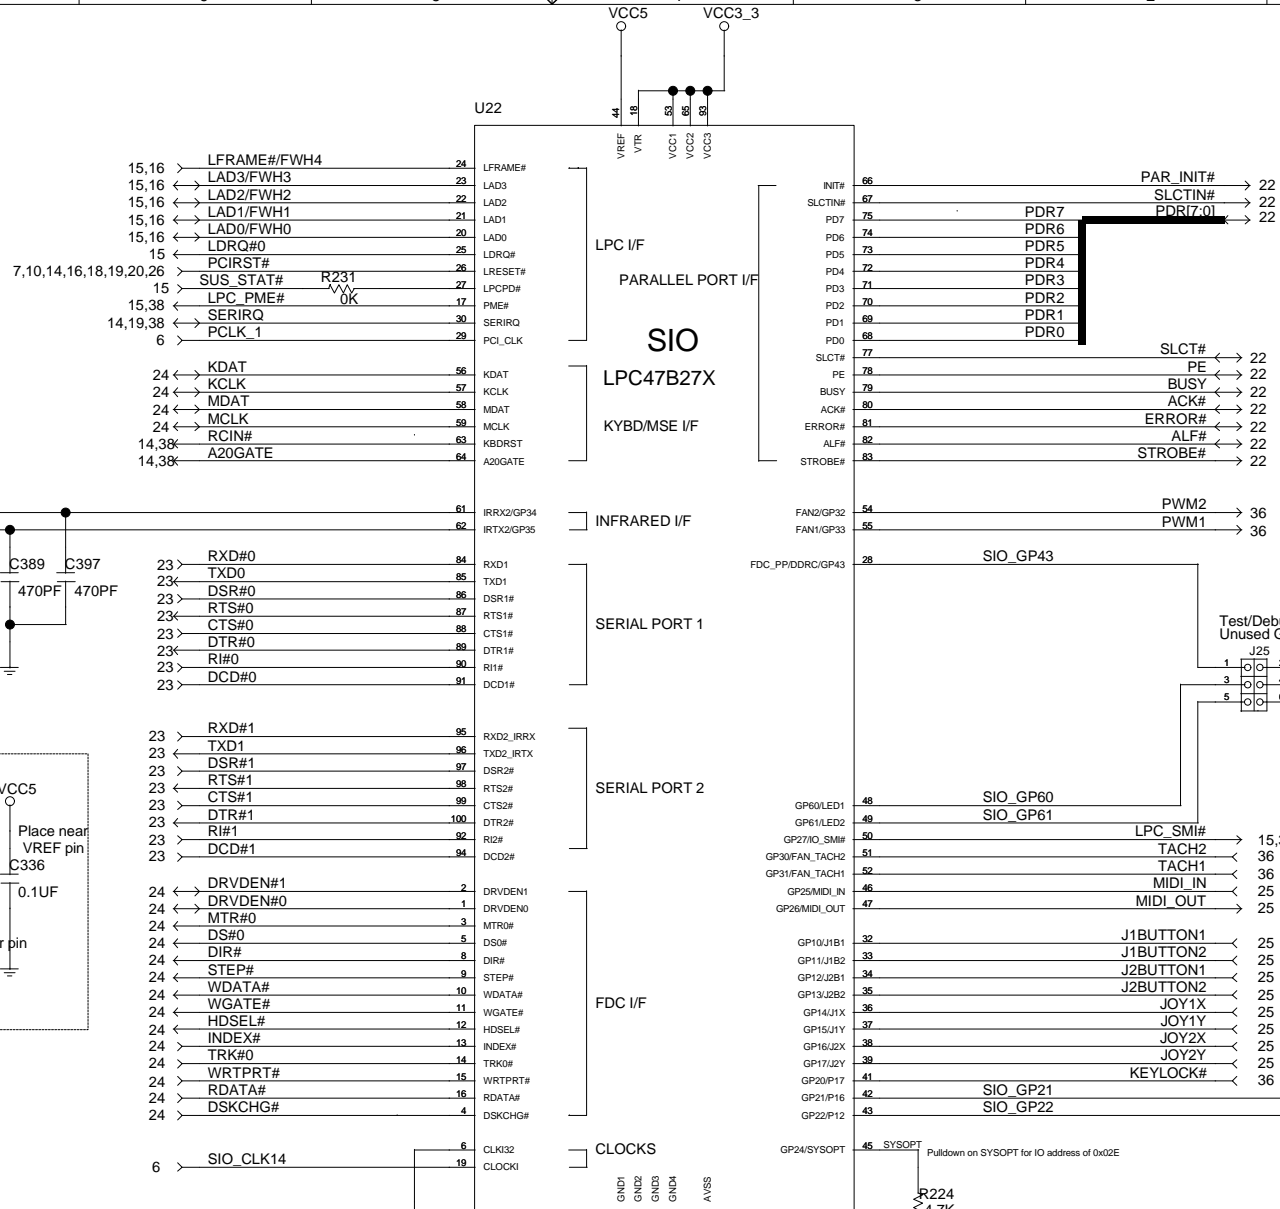 VCC5 VCC3_3
U22
44 18 53 65 93
VREF VTR VCC1 VCC2 VCC3
15,16 LFRAME#/FWH4 24 LFRAME#
15,16 LAD3/FWH3 23 LAD3
15,16 LAD2/FWH2 22 LAD2
15,16 LAD1/FWH1 21 LAD1
15,16 LAD0/FWH0 20 LAD0
15 LDRQ#0 25 LDRQ#
7,10,14,16,18,19,20,26 PCIRST# 26 LRESET#
15 SUS_STAT# R231 0K 27 LPCPD#
15,38 LPC_PME# 17 PME#
14,19,38 SERIRQ 30 SERIRQ
6 PCLK_1 29 PCI_CLK
LPC I/F
24 KDAT 56 KDAT
24 KCLK 57 KCLK
24 MDAT 58 MDAT
24 MCLK 59 MCLK
14,38 RCIN# 63 KBDRST
14,38 A20GATE 64 A20GATE
KYBD/MSE I/F
SIO
LPC47B27X
61 IRRX2/GP34
62 IRTX2/GP35
INFRARED I/F
C389 470PF
C397 470PF
23 RXD#0 84 RXD1
23 TXD0 85 TXD1
23 DSR#0 86 DSR1#
23 RTS#0 87 RTS1#
23 CTS#0 88 CTS1#
23 DTR#0 89 DTR1#
23 RI#0 90 RI1#
23 DCD#0 91 DCD1#
SERIAL PORT 1
23 RXD#1 95 RXD2_IRRX
23 TXD1 96 TXD2_IRTX
23 DSR#1 97 DSR2#
23 RTS#1 98 RTS2#
23 CTS#1 99 CTS2#
23 DTR#1 100 DTR2#
23 RI#1 92 RI2#
23 DCD#1 94 DCD2#
SERIAL PORT 2
VCC5
Place near
VREF pin
C336
0.1UF
r pin
24 DRVDEN#1 2 DRVDEN1
24 DRVDEN#0 1 DRVDEN0
24 MTR#0 3 MTR0#
24 DS#0 5 DS0#
24 DIR# 8 DIR#
24 STEP# 9 STEP#
24 WDATA# 10 WDATA#
24 WGATE# 11 WGATE#
24 HDSEL# 12 HDSEL#
24 INDEX# 13 INDEX#
24 TRK#0 14 TRK0#
24 WRTPRT# 15 WRTPRT#
24 RDATA# 16 RDATA#
24 DSKCHG# 4 DSKCHG#
FDC I/F
6 CLKI32
6 SIO_CLK14 19 CLOCKI
CLOCKS
GND1 GND2 GND3 GND4 AVSS
PARALLEL PORT I/F
INIT# 66 PAR_INIT# 22
SLCTIN# 67 SLCTIN# 22
PD7 75 PDR7 PDR[7:0] 22
PD6 74 PDR6
PD5 73 PDR5
PD4 72 PDR4
PD3 71 PDR3
PD2 70 PDR2
PD1 69 PDR1
PD0 68 PDR0
SLCT# 77 SLCT# 22
PE 78 PE 22
BUSY 79 BUSY 22
ACK# 80 ACK# 22
ERROR# 81 ERROR# 22
ALF# 82 ALF# 22
STROBE# 83 STROBE# 22
FAN2/GP32 54 PWM2 36
FAN1/GP33 55 PWM1 36
FDC_PP/DDRC/GP43 28 SIO_GP43
Test/Debu
Unused G
J25
1
3
5
GP60/LED1 48 SIO_GP60
GP61/LED2 49 SIO_GP61
GP27/IO_SMI# 50 LPC_SMI# 15,
GP30/FAN_TACH2 51 TACH2 36
GP31/FAN_TACH1 52 TACH1 36
GP25/MIDI_IN 46 MIDI_IN 25
GP26/MIDI_OUT 47 MIDI_OUT 25
GP10/J1B1 32 J1BUTTON1 25
GP11/J1B2 33 J1BUTTON2 25
GP12/J2B1 34 J2BUTTON1 25
GP13/J2B2 35 J2BUTTON2 25
GP14/J1X 36 JOY1X 25
GP15/J1Y 37 JOY1Y 25
GP16/J2X 38 JOY2X 25
GP17/J2Y 39 JOY2Y 25
GP20/P17 41 KEYLOCK# 36
GP21/P16 42 SIO_GP21
GP22/P12 43 SIO_GP22
GP24/SYSOPT 45 SYSOPT
Pulldown on SYSOPT for IO address of 0x02E
R224
4.7K